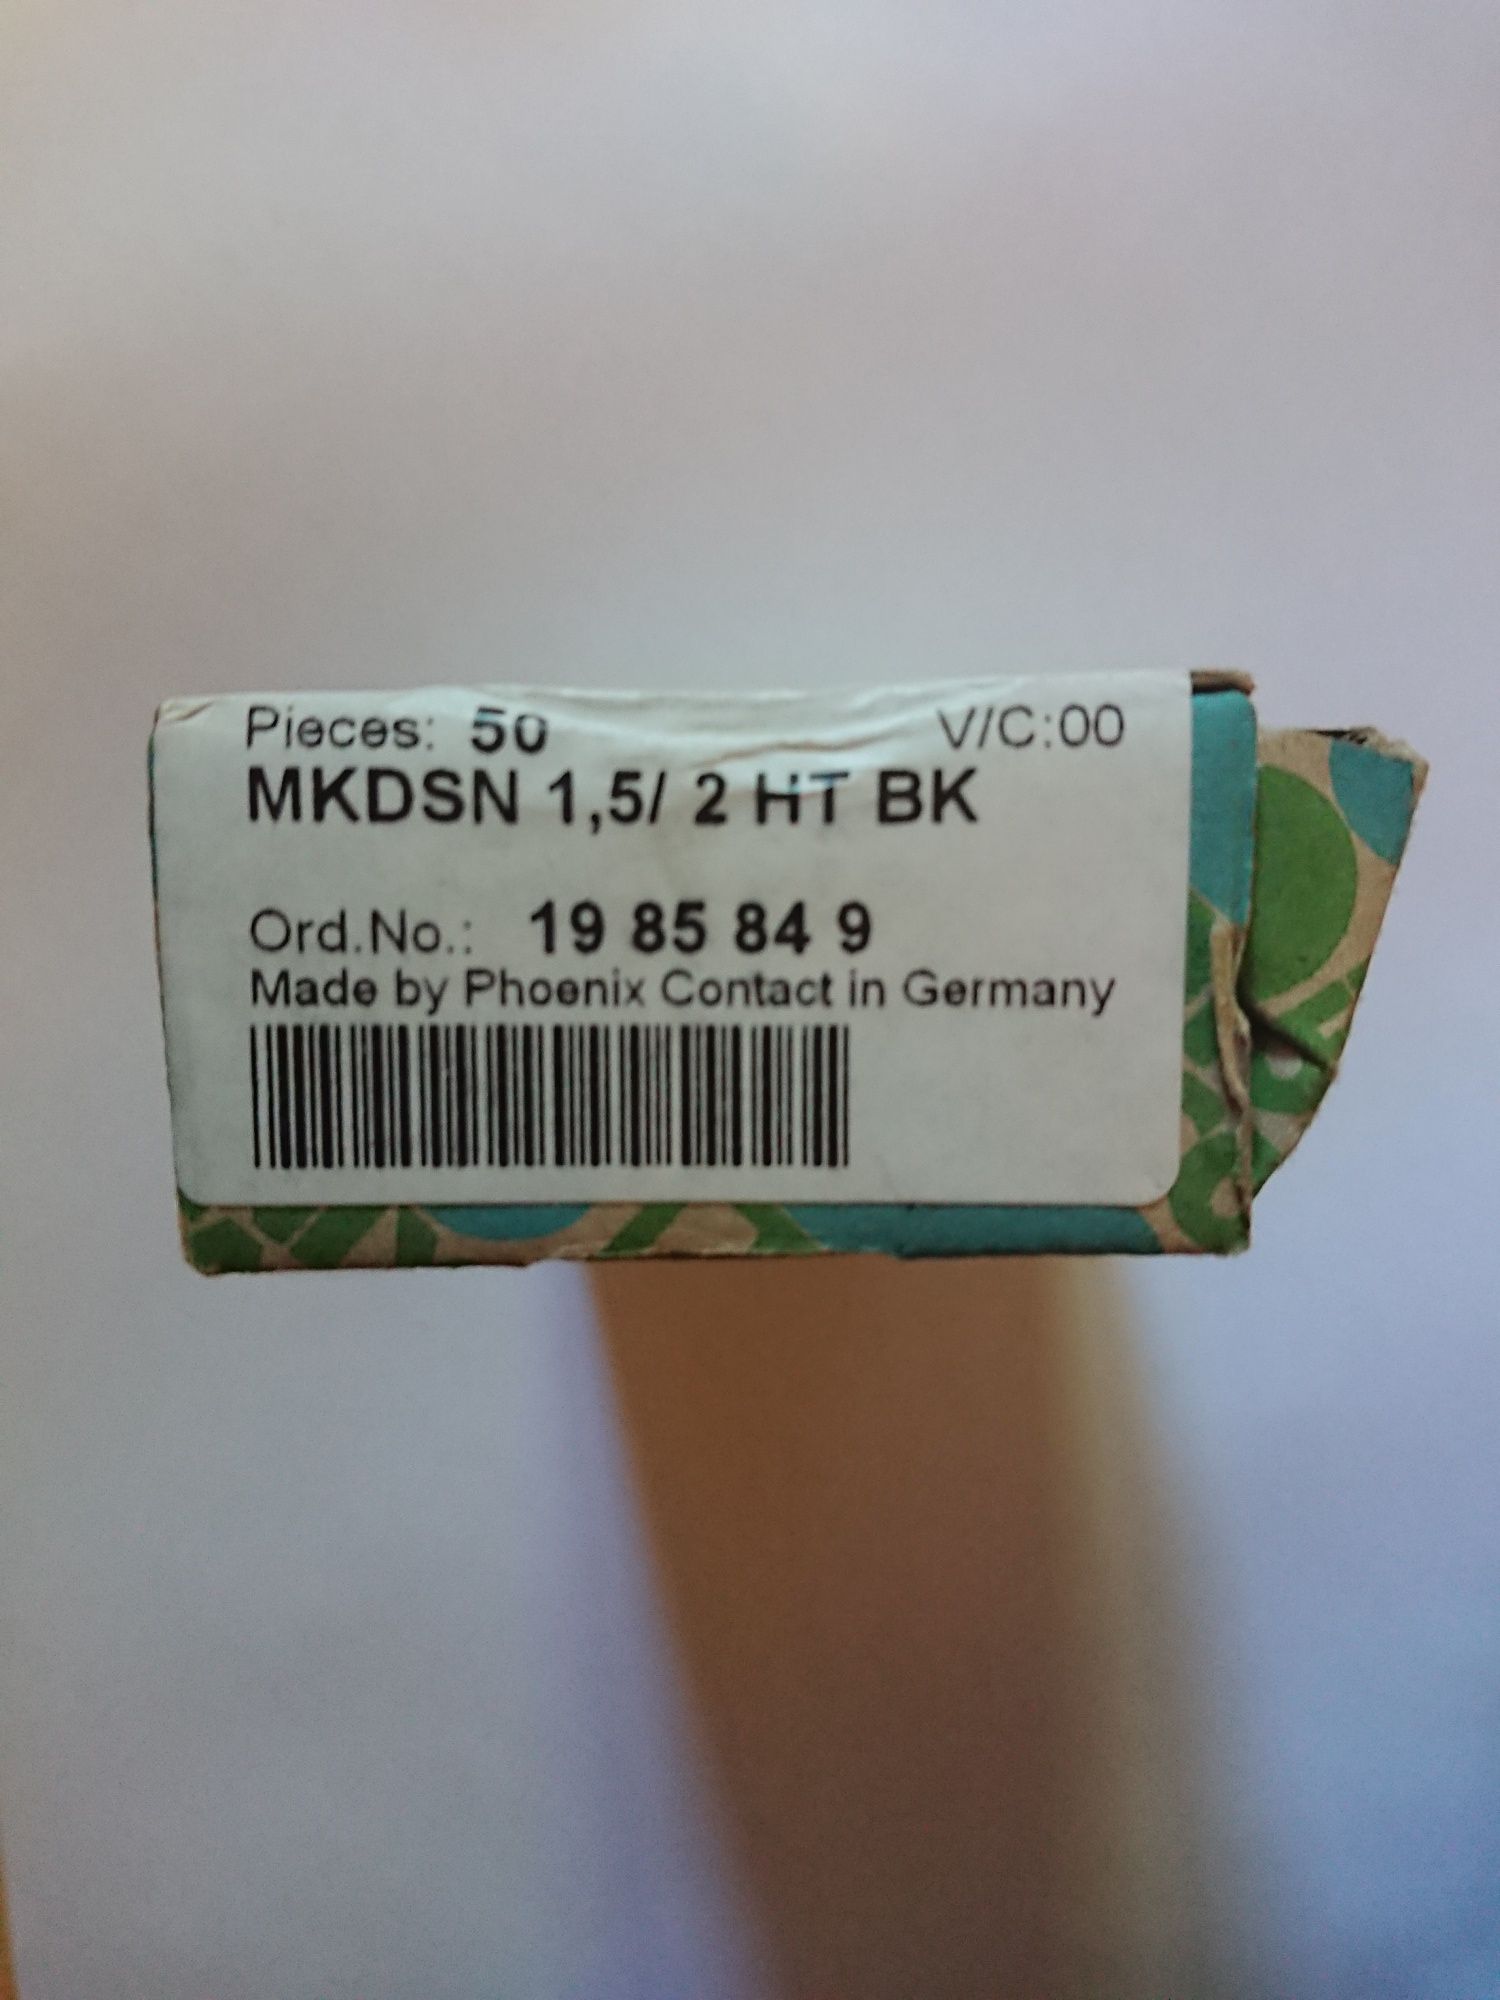 Pieces: 50 V/C:00
MKDSN 1,5/ 2 HT BK
Ord.No.: 19 85 84 9
Made by Phoenix Contact in Germany